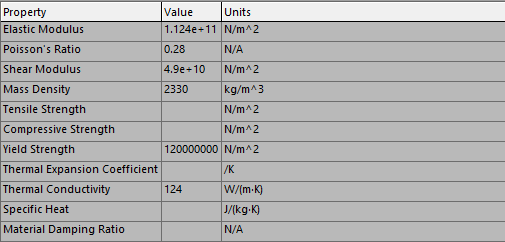 Property Value Units
Elastic Modulus 1.124e+11 N/m^2
Poisson's Ratio 0.28 N/A
Shear Modulus 4.9e+10 N/m^2
Mass Density 2330 kg/m^3
Tensile Strength N/m^2
Compressive Strength N/m^2
Yield Strength 120000000 N/m^2
Thermal Expansion Coefficient /K
Thermal Conductivity 124 W/(m·K)
Specific Heat J/(kg·K)
Material Damping Ratio N/A